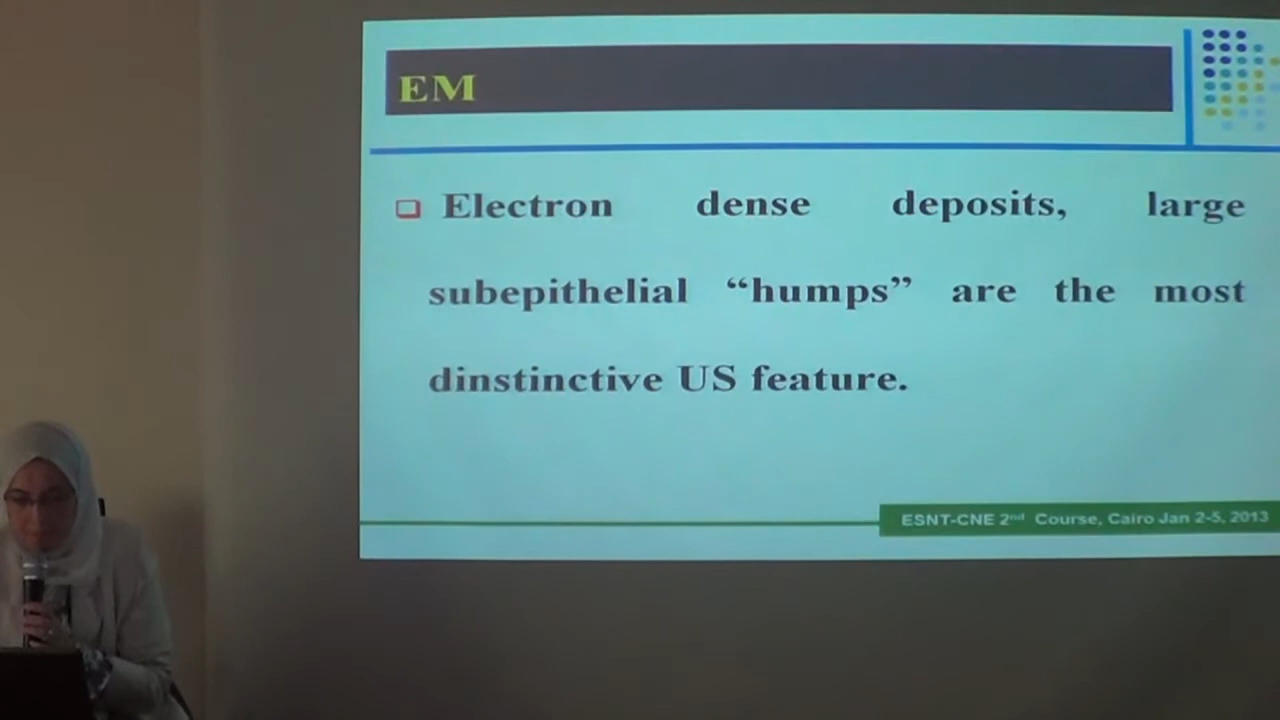 EM
Electron dense deposits, large
subepithelial “humps” are the most
dinstinctive US feature.
ESNT-CNE 2nd Course, Cairo Jan 2-5, 2013